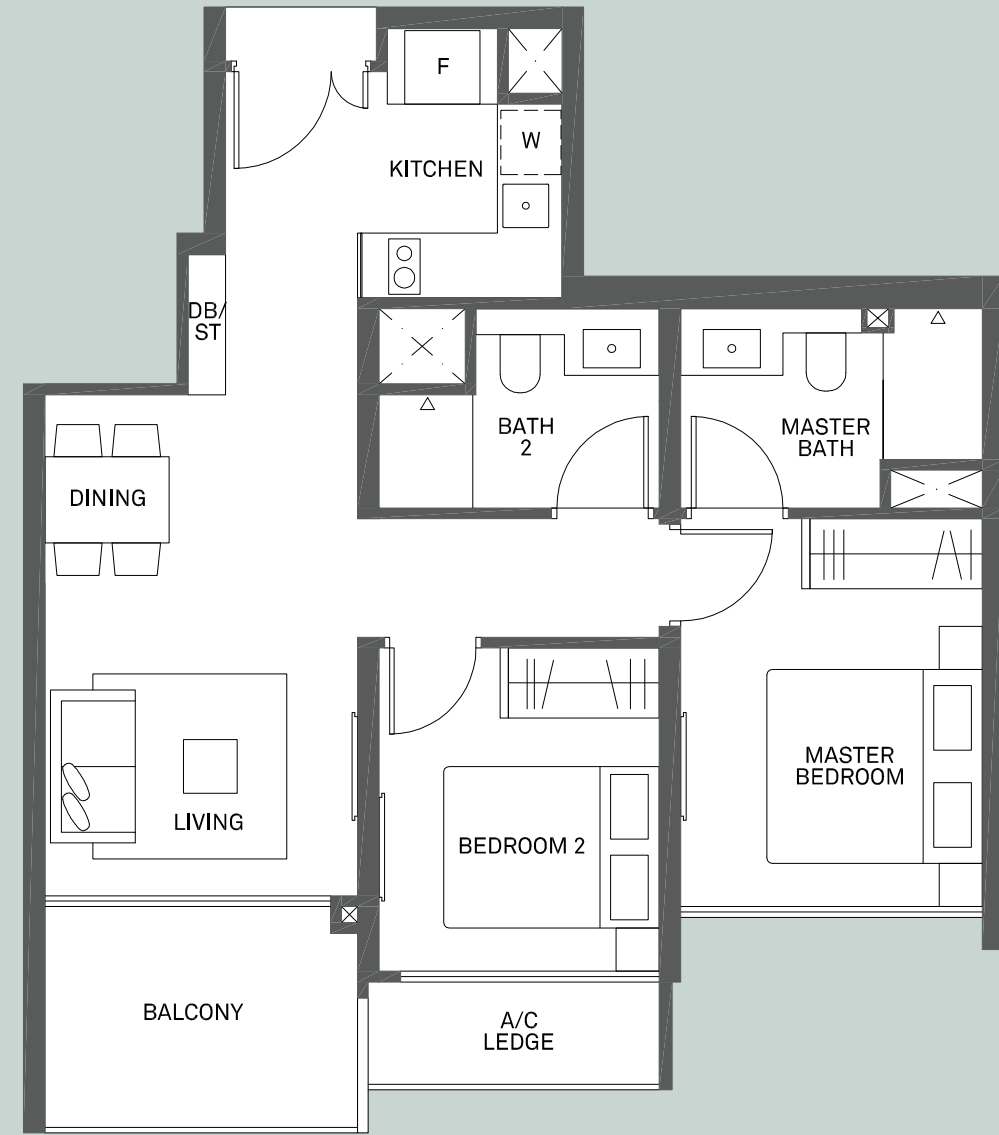 F
W
KITCHEN
DB/
ST
BATH
2
MASTER
BATH
DINING
MASTER
BEDROOM
LIVING
BEDROOM 2
BALCONY
A/C
LEDGE